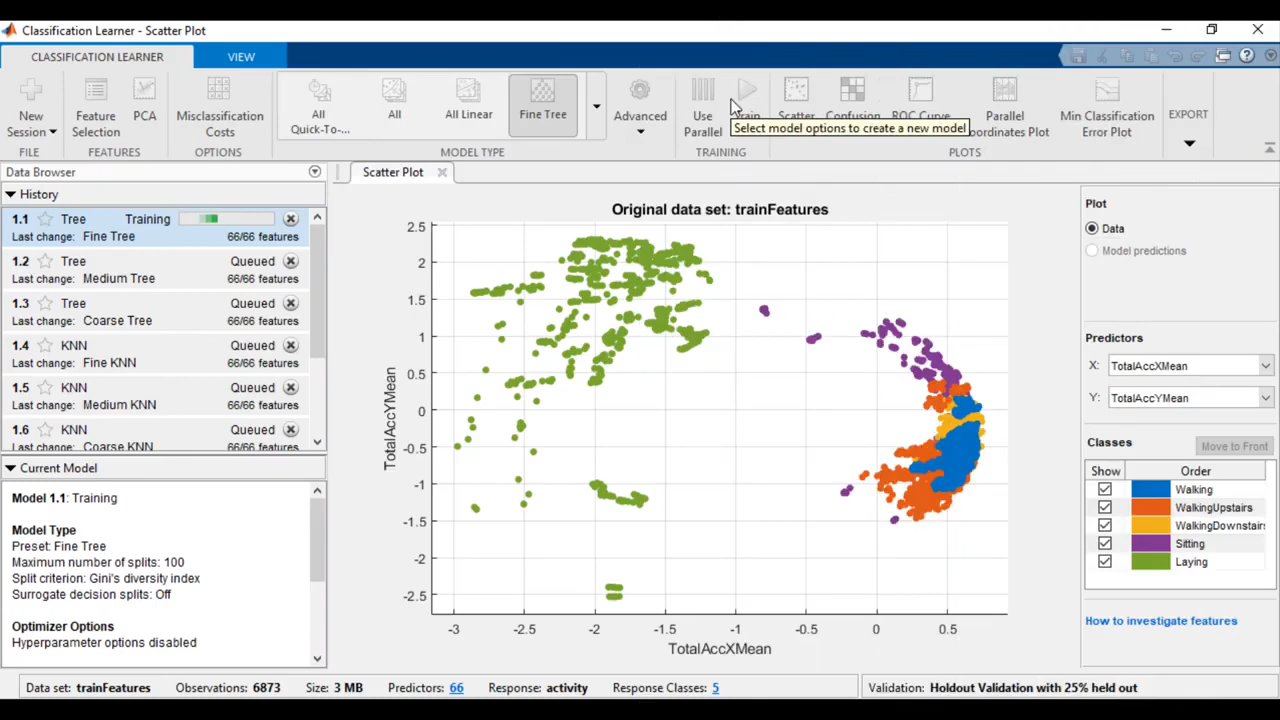 Classification Learner - Scatter Plot
CLASSIFICATION LEARNER
VIEW
New
Session
FILE
Feature
Selection
PCA
FEATURES
Misclassification
Costs
OPTIONS
All
Quick-To-...
All
All Linear
Fine Tree
MODEL TYPE
Advanced
Use
Parallel
TRAINING
Scatter
Confusion
ROC Curve
Select model options to create a new model
Parallel
Coordinates Plot
Min Classification
Error Plot
PLOTS
EXPORT
Data Browser
History
1.1 Tree Training
Last change: Fine Tree 66/66 features
1.2 Tree Queued
Last change: Medium Tree 66/66 features
1.3 Tree Queued
Last change: Coarse Tree 66/66 features
1.4 KNN Queued
Last change: Fine KNN 66/66 features
1.5 KNN Queued
Last change: Medium KNN 66/66 features
1.6 KNN Queued
Last change: Coarse KNN 66/66 features
Current Model
Model 1.1: Training
Model Type
Preset: Fine Tree
Maximum number of splits: 100
Split criterion: Gini's diversity index
Surrogate decision splits: Off
Optimizer Options
Hyperparameter options disabled
Scatter Plot
Original data set: trainFeatures
2.5
2
1.5
1
0.5
0
-0.5
-1
-1.5
-2
-2.5
TotalAccYMean
-3 -2.5 -2 -1.5 -1 -0.5 0 0.5
TotalAccXMean
Plot
Data
Model predictions
Predictors
X: TotalAccXMean
Y: TotalAccYMean
Classes
Move to Front
Show Order
Walking
WalkingUpstairs
WalkingDownstairs
Sitting
Laying
How to investigate features
Data set: trainFeatures Observations: 6873 Size: 3 MB Predictors: 66 Response: activity Response Classes: 5
Validation: Holdout Validation with 25% held out